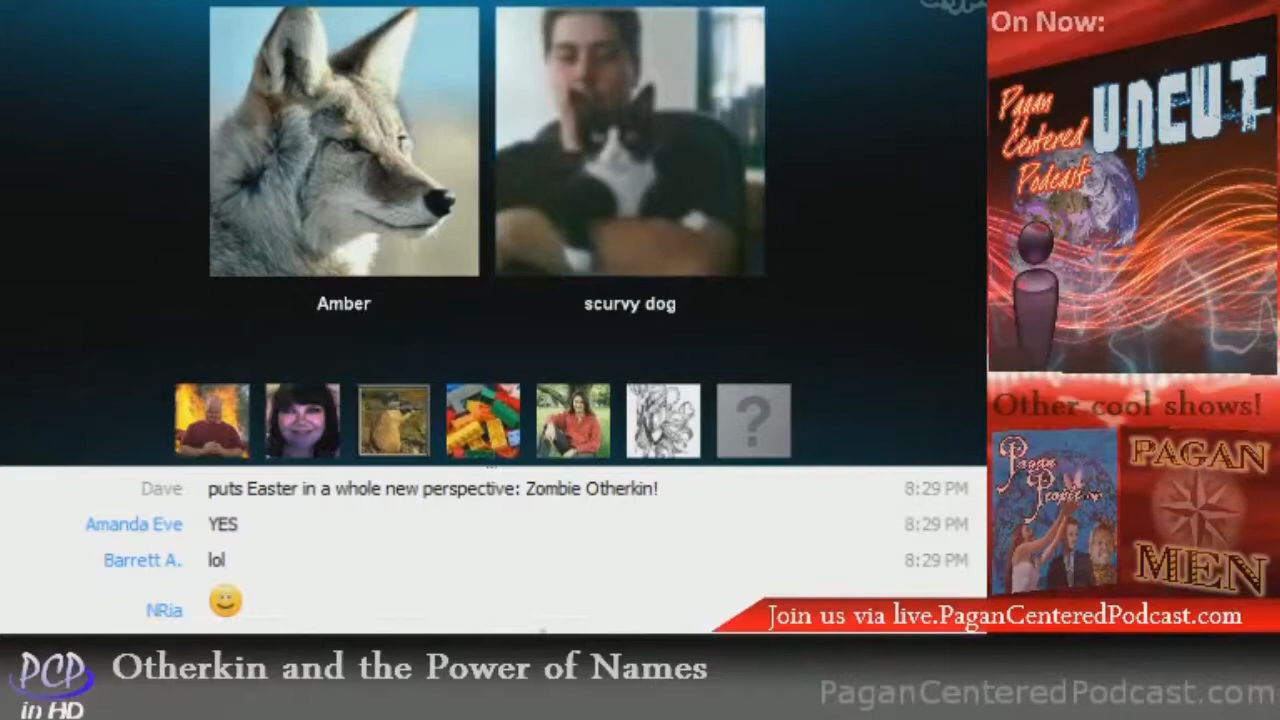 On Now:
Pagan
Centered
Podcast
UNCUT
Amber
scurvy dog
?
Other cool shows!
Pagan
People
PAGAN
MEN
Dave puts Easter in a whole new perspective: Zombie Otherkin! 8:29 PM
Amanda Eve YES 8:29 PM
Barrett A. lol 8:29 PM
NRia
Join us via live.PaganCenteredPodcast.com
PCP
in HD
Otherkin and the Power of Names
PaganCenteredPodcast.com